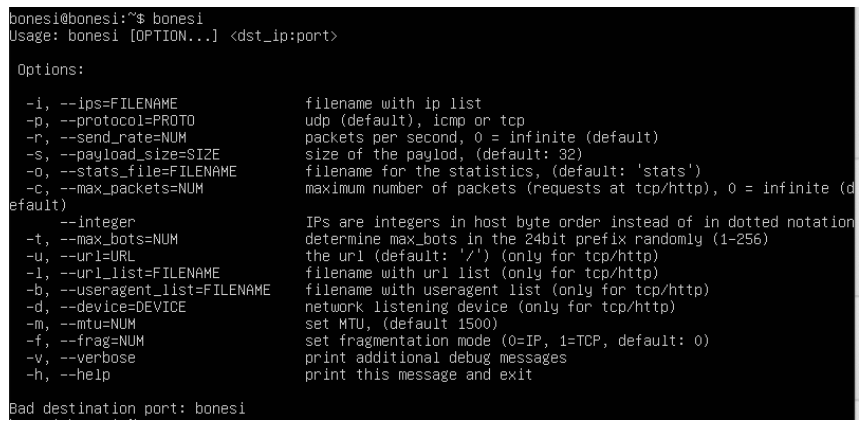 bonesi@bonesi:~$ bonesi
Usage: bonesi [OPTION...] <dst_ip:port>
Options:
-i, --ips=FILENAME filename with ip list
-p, --protocol=PROTO udp (default), icmp or tcp
-r, --send_rate=NUM packets per second, 0 = infinite (default)
-s, --payload_size=SIZE size of the paylod, (default: 32)
-o, --stats_file=FILENAME filename for the statistics, (default: 'stats')
-c, --max_packets=NUM maximum number of packets (requests at tcp/http), 0 = infinite (d
efault)
--integer IPs are integers in host byte order instead of in dotted notation
-t, --max_bots=NUM determine max_bots in the 24bit prefix randomly (1-256)
-u, --url=URL the url (default: '/') (only for tcp/http)
-l, --url_list=FILENAME filename with url list (only for tcp/http)
-b, --useragent_list=FILENAME filename with useragent list (only for tcp/http)
-d, --device=DEVICE network listening device (only for tcp/http)
-m, --mtu=NUM set MTU, (default 1500)
-f, --frag=NUM set fragmentation mode (0=IP, 1=TCP, default: 0)
-v, --verbose print additional debug messages
-h, --help print this message and exit
Bad destination port: bonesi